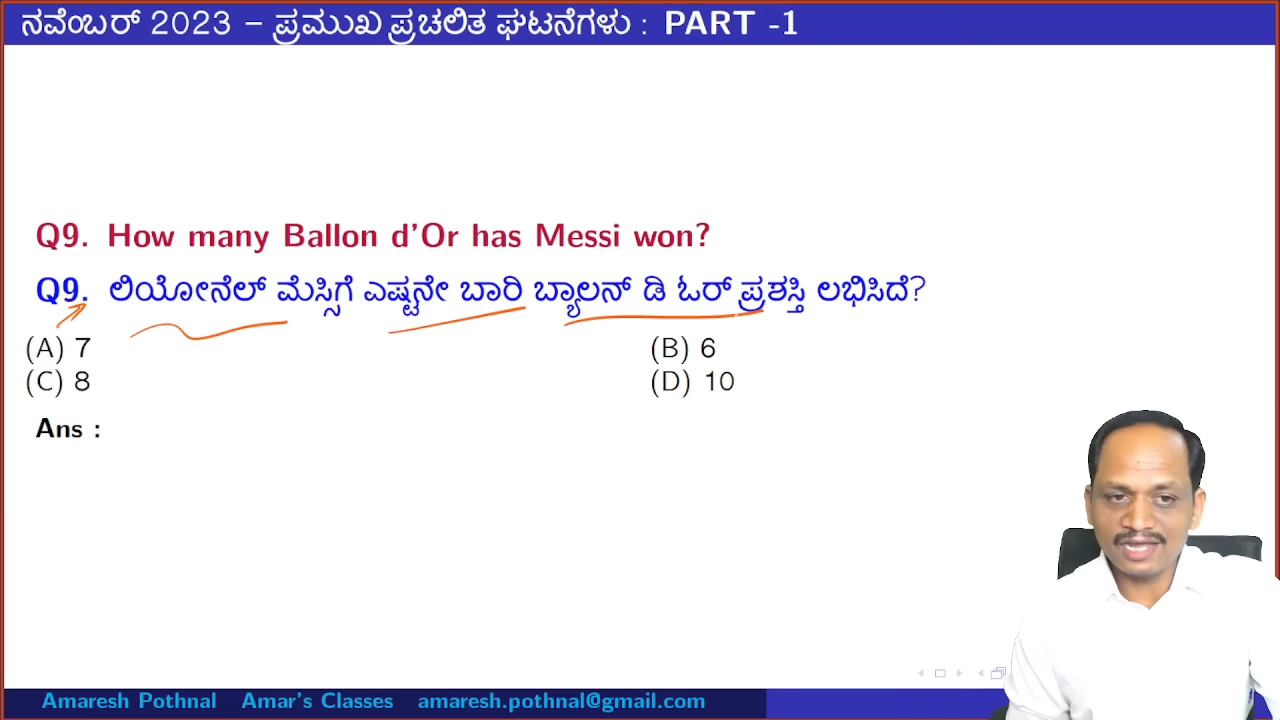 ನವೆಂಬರ್ 2023 – ಪ್ರಮುಖ ಪ್ರಚಲಿತ ಘಟನೆಗಳು : PART -1
Q9. How many Ballon d'Or has Messi won?
Q9. ಲಿಯೋನೆಲ್ ಮೆಸ್ಸಿಗೆ ಎಷ್ಟನೇ ಬಾರಿ ಬ್ಯಾಲನ್ ಡಿ ಓರ್ ಪ್ರಶಸ್ತಿ ಲಭಿಸಿದೆ?
(A) 7 (B) 6
(C) 8 (D) 10
Ans :
Amaresh Pothnal Amar's Classes amaresh.pothnal@gmail.com